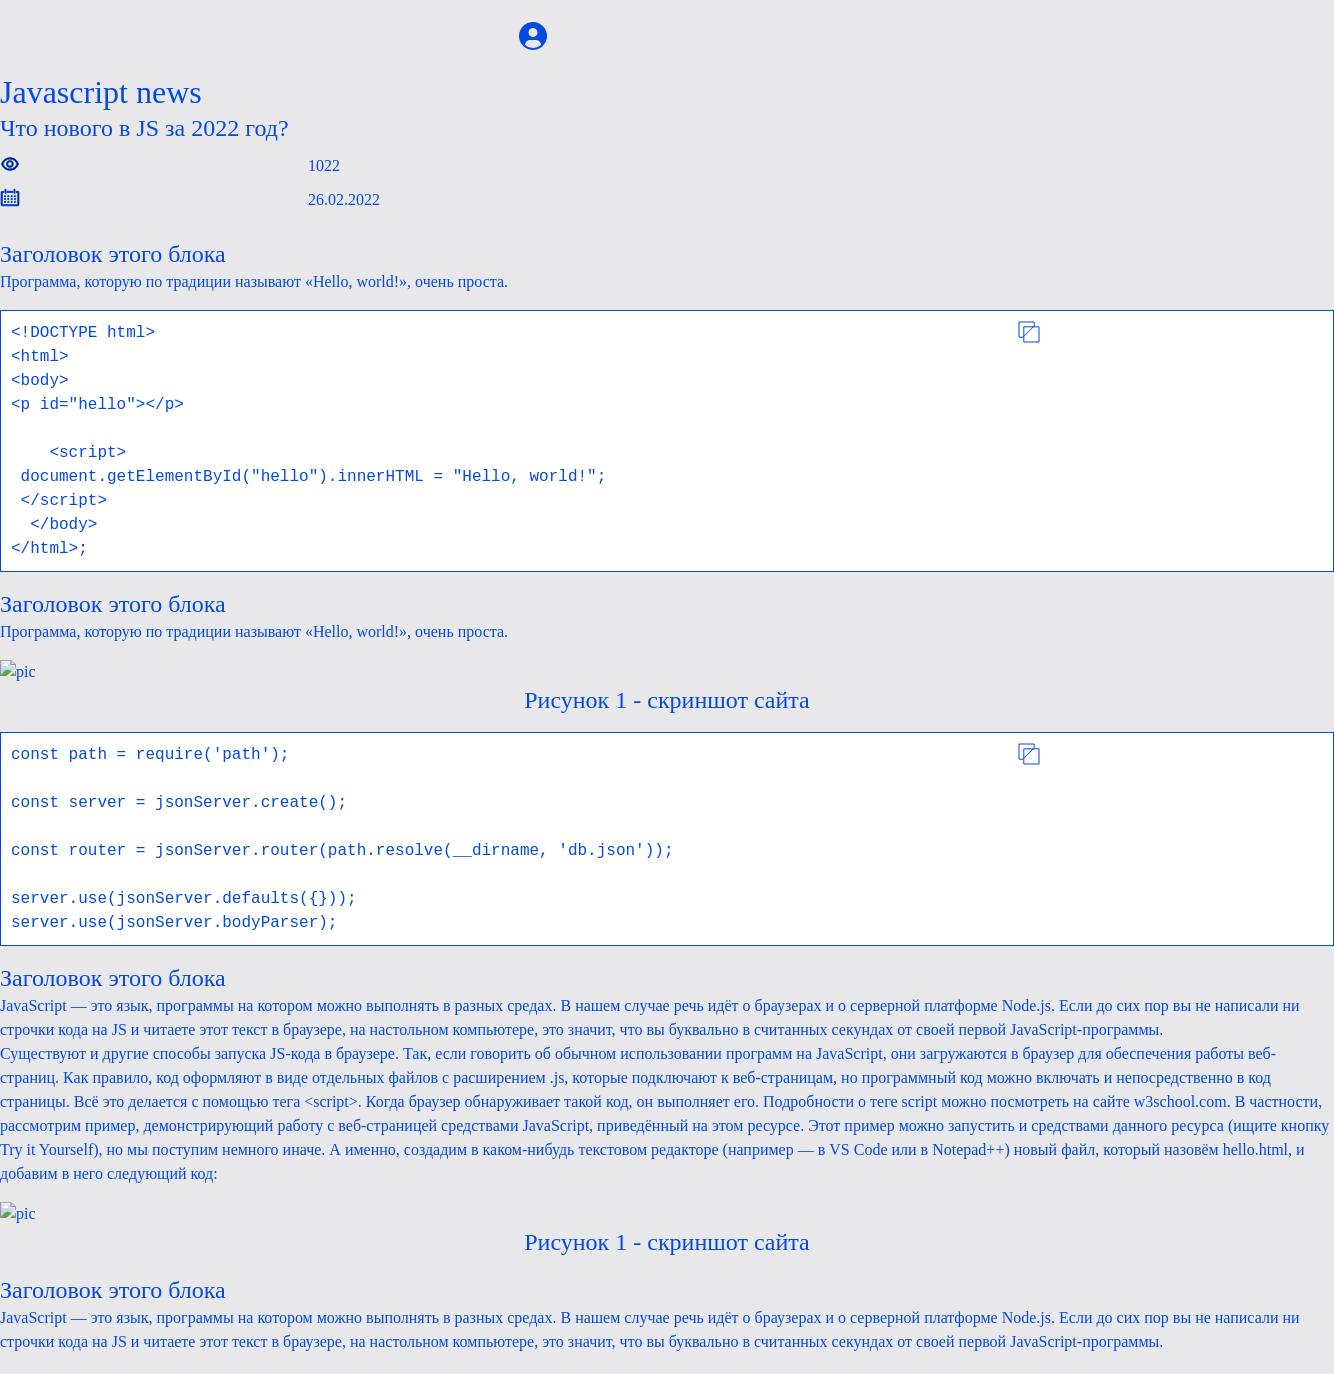 Javascript news
Что нового в JS за 2022 год?
1022
26.02.2022
Заголовок этого блока
Программа, которую по традиции называют «Hello, world!», очень проста.
<!DOCTYPE html>
<html>
<body>
<p id="hello"></p>
<script>
document.getElementById("hello").innerHTML = "Hello, world!";
</script>
</body>
</html>;
Заголовок этого блока
Программа, которую по традиции называют «Hello, world!», очень проста.
pic
Рисунок 1 - скриншот сайта
const path = require('path');
const server = jsonServer.create();
const router = jsonServer.router(path.resolve(__dirname, 'db.json'));
server.use(jsonServer.defaults({}));
server.use(jsonServer.bodyParser);
Заголовок этого блока
JavaScript — это язык, программы на котором можно выполнять в разных средах. В нашем случае речь идёт о браузерах и о серверной платформе Node.js. Если до сих пор вы не написали ни
строчки кода на JS и читаете этот текст в браузере, на настольном компьютере, это значит, что вы буквально в считанных секундах от своей первой JavaScript-программы.
Существуют и другие способы запуска JS-кода в браузере. Так, если говорить об обычном использовании программ на JavaScript, они загружаются в браузер для обеспечения работы веб-
страниц. Как правило, код оформляют в виде отдельных файлов с расширением .js, которые подключают к веб-страницам, но программный код можно включать и непосредственно в код
страницы. Всё это делается с помощью тега <script>. Когда браузер обнаруживает такой код, он выполняет его. Подробности о теге script можно посмотреть на сайте w3school.com. В частности,
рассмотрим пример, демонстрирующий работу с веб-страницей средствами JavaScript, приведённый на этом ресурсе. Этот пример можно запустить и средствами данного ресурса (ищите кнопку
Try it Yourself), но мы поступим немного иначе. А именно, создадим в каком-нибудь текстовом редакторе (например — в VS Code или в Notepad++) новый файл, который назовём hello.html, и
добавим в него следующий код:
pic
Рисунок 1 - скриншот сайта
Заголовок этого блока
JavaScript — это язык, программы на котором можно выполнять в разных средах. В нашем случае речь идёт о браузерах и о серверной платформе Node.js. Если до сих пор вы не написали ни
строчки кода на JS и читаете этот текст в браузере, на настольном компьютере, это значит, что вы буквально в считанных секундах от своей первой JavaScript-программы.